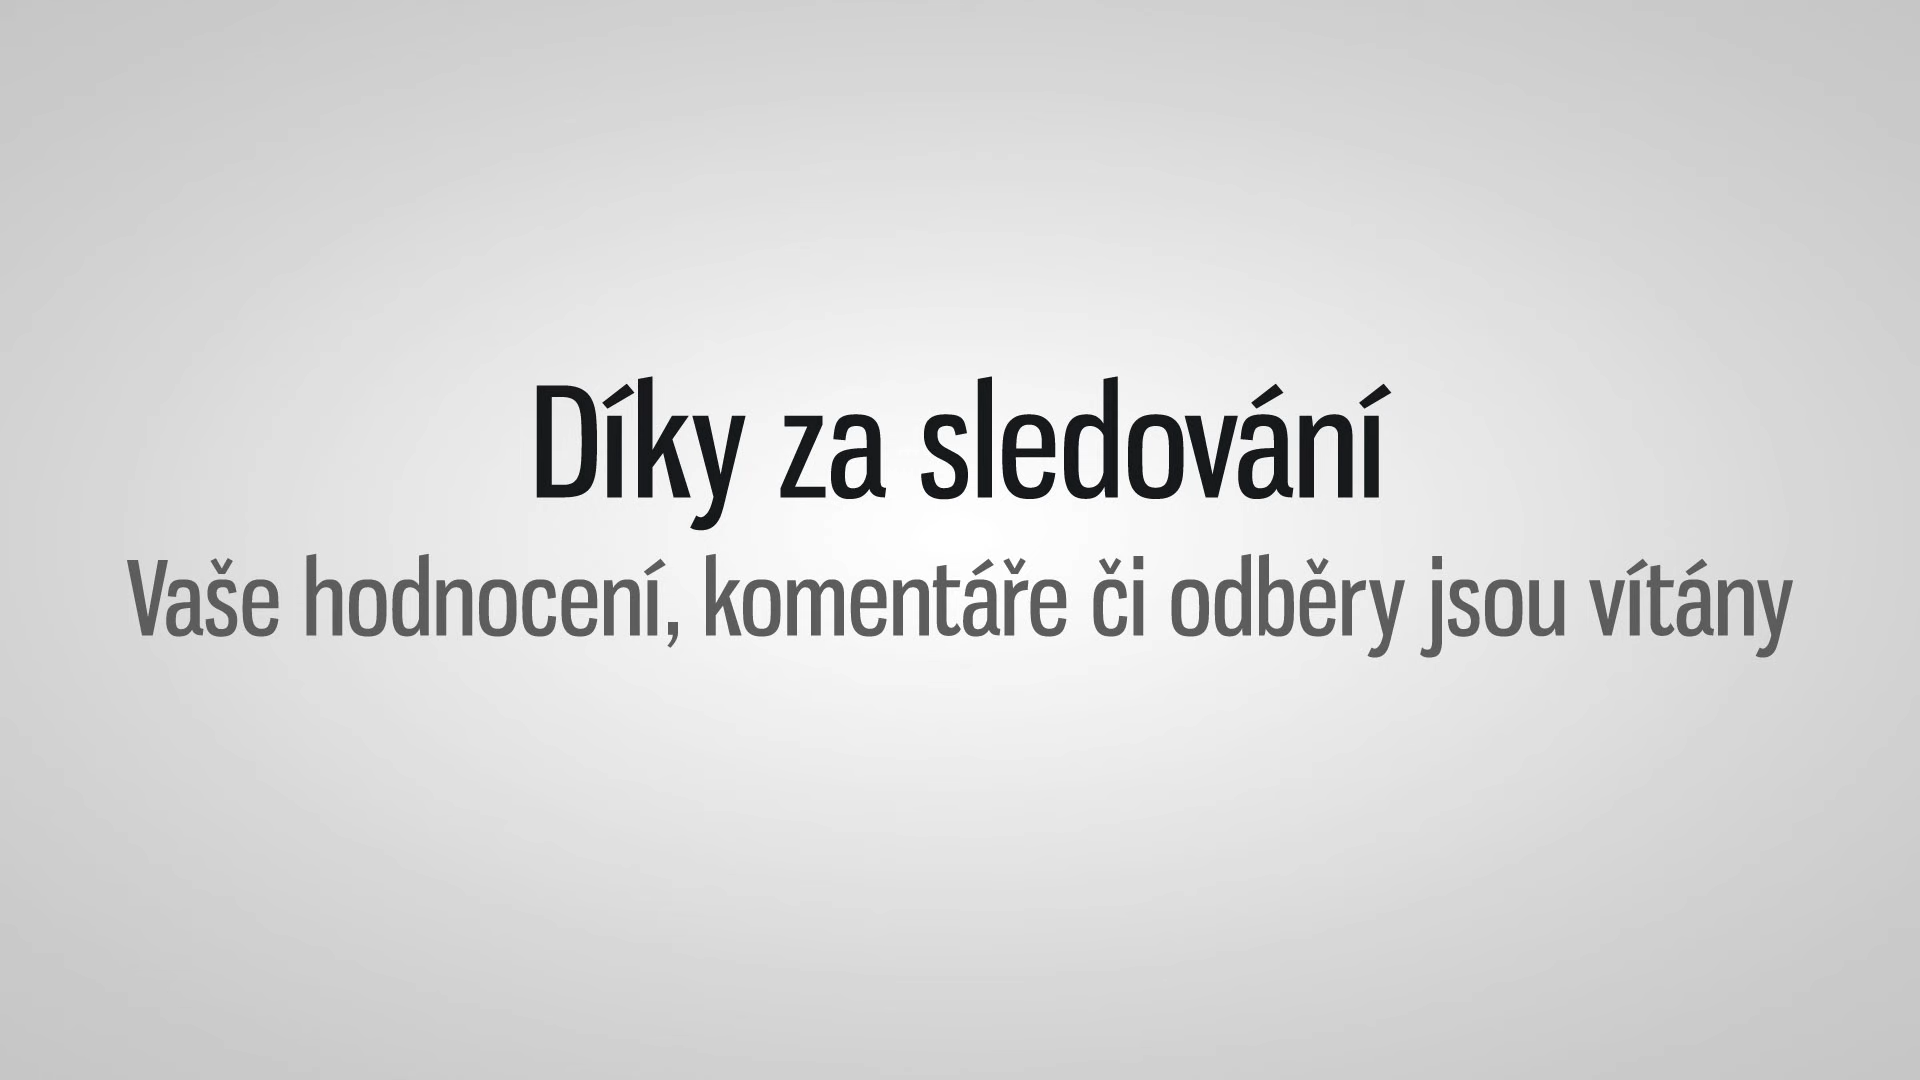 Díky za sledování
Vaše hodnocení, komentáře či odběry jsou vítány